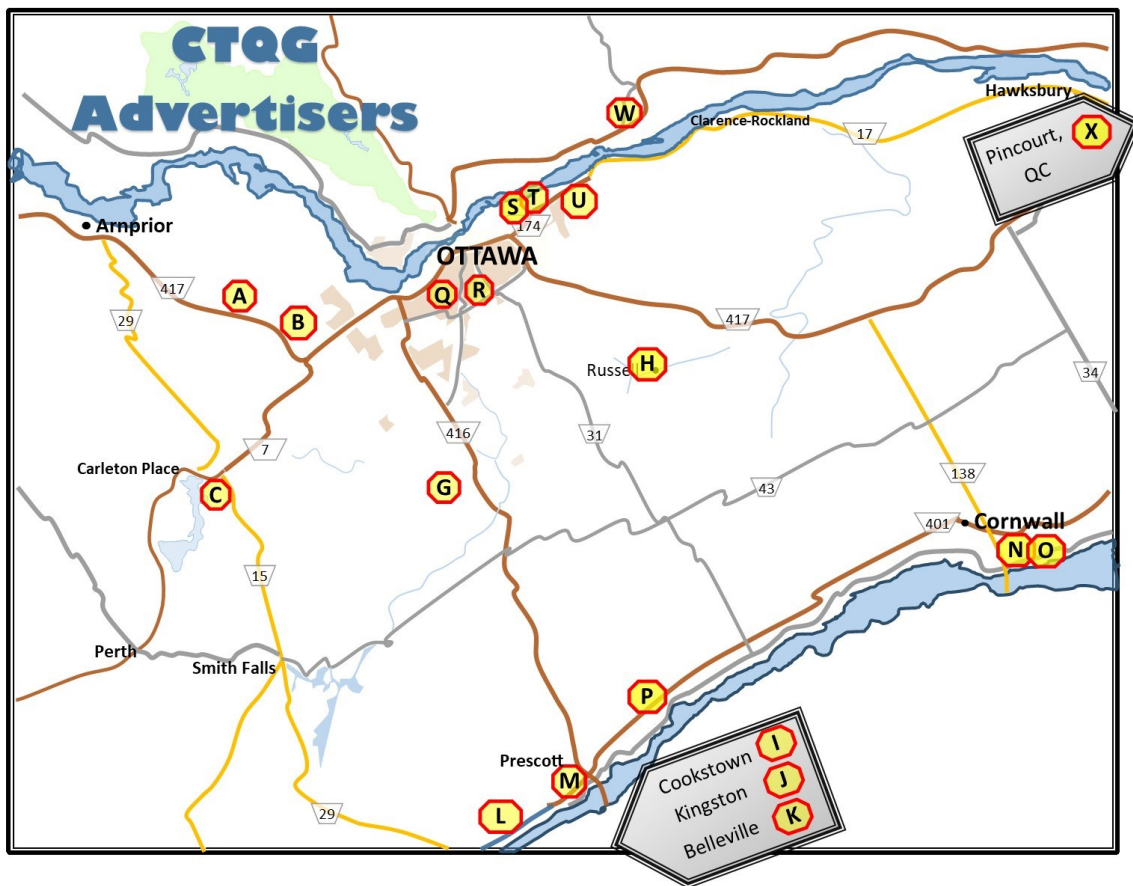 CTQG
Advertisers
W
Hawksbury
Clarence-Rockland
17
Pincourt, X
QC
S T U
Arnprior
174
OTTAWA
417
A
Q R
29
B
417
Russell H
34
7
416
31
Carleton Place
C
G
43
138
401
Cornwall
N O
15
Perth
Smith Falls
P
Prescott
M
Cookstown I
Kingston J
Belleville K
L
29